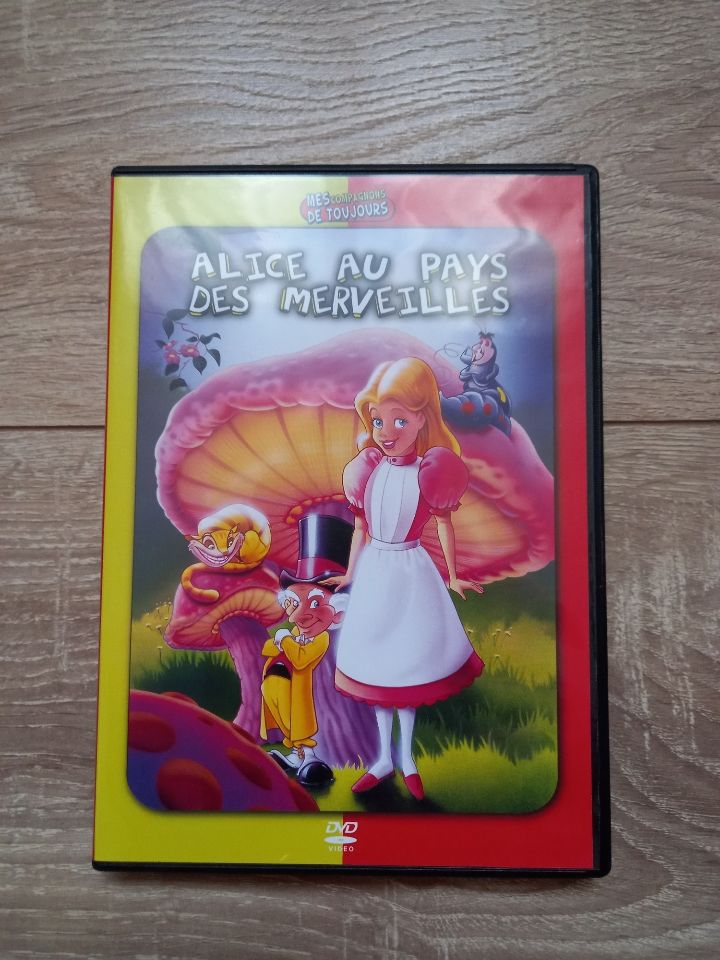 MES COMPAGNONS
DE TOUJOURS
ALICE AU PAYS
DES MERVEILLES
DVD
VIDEO